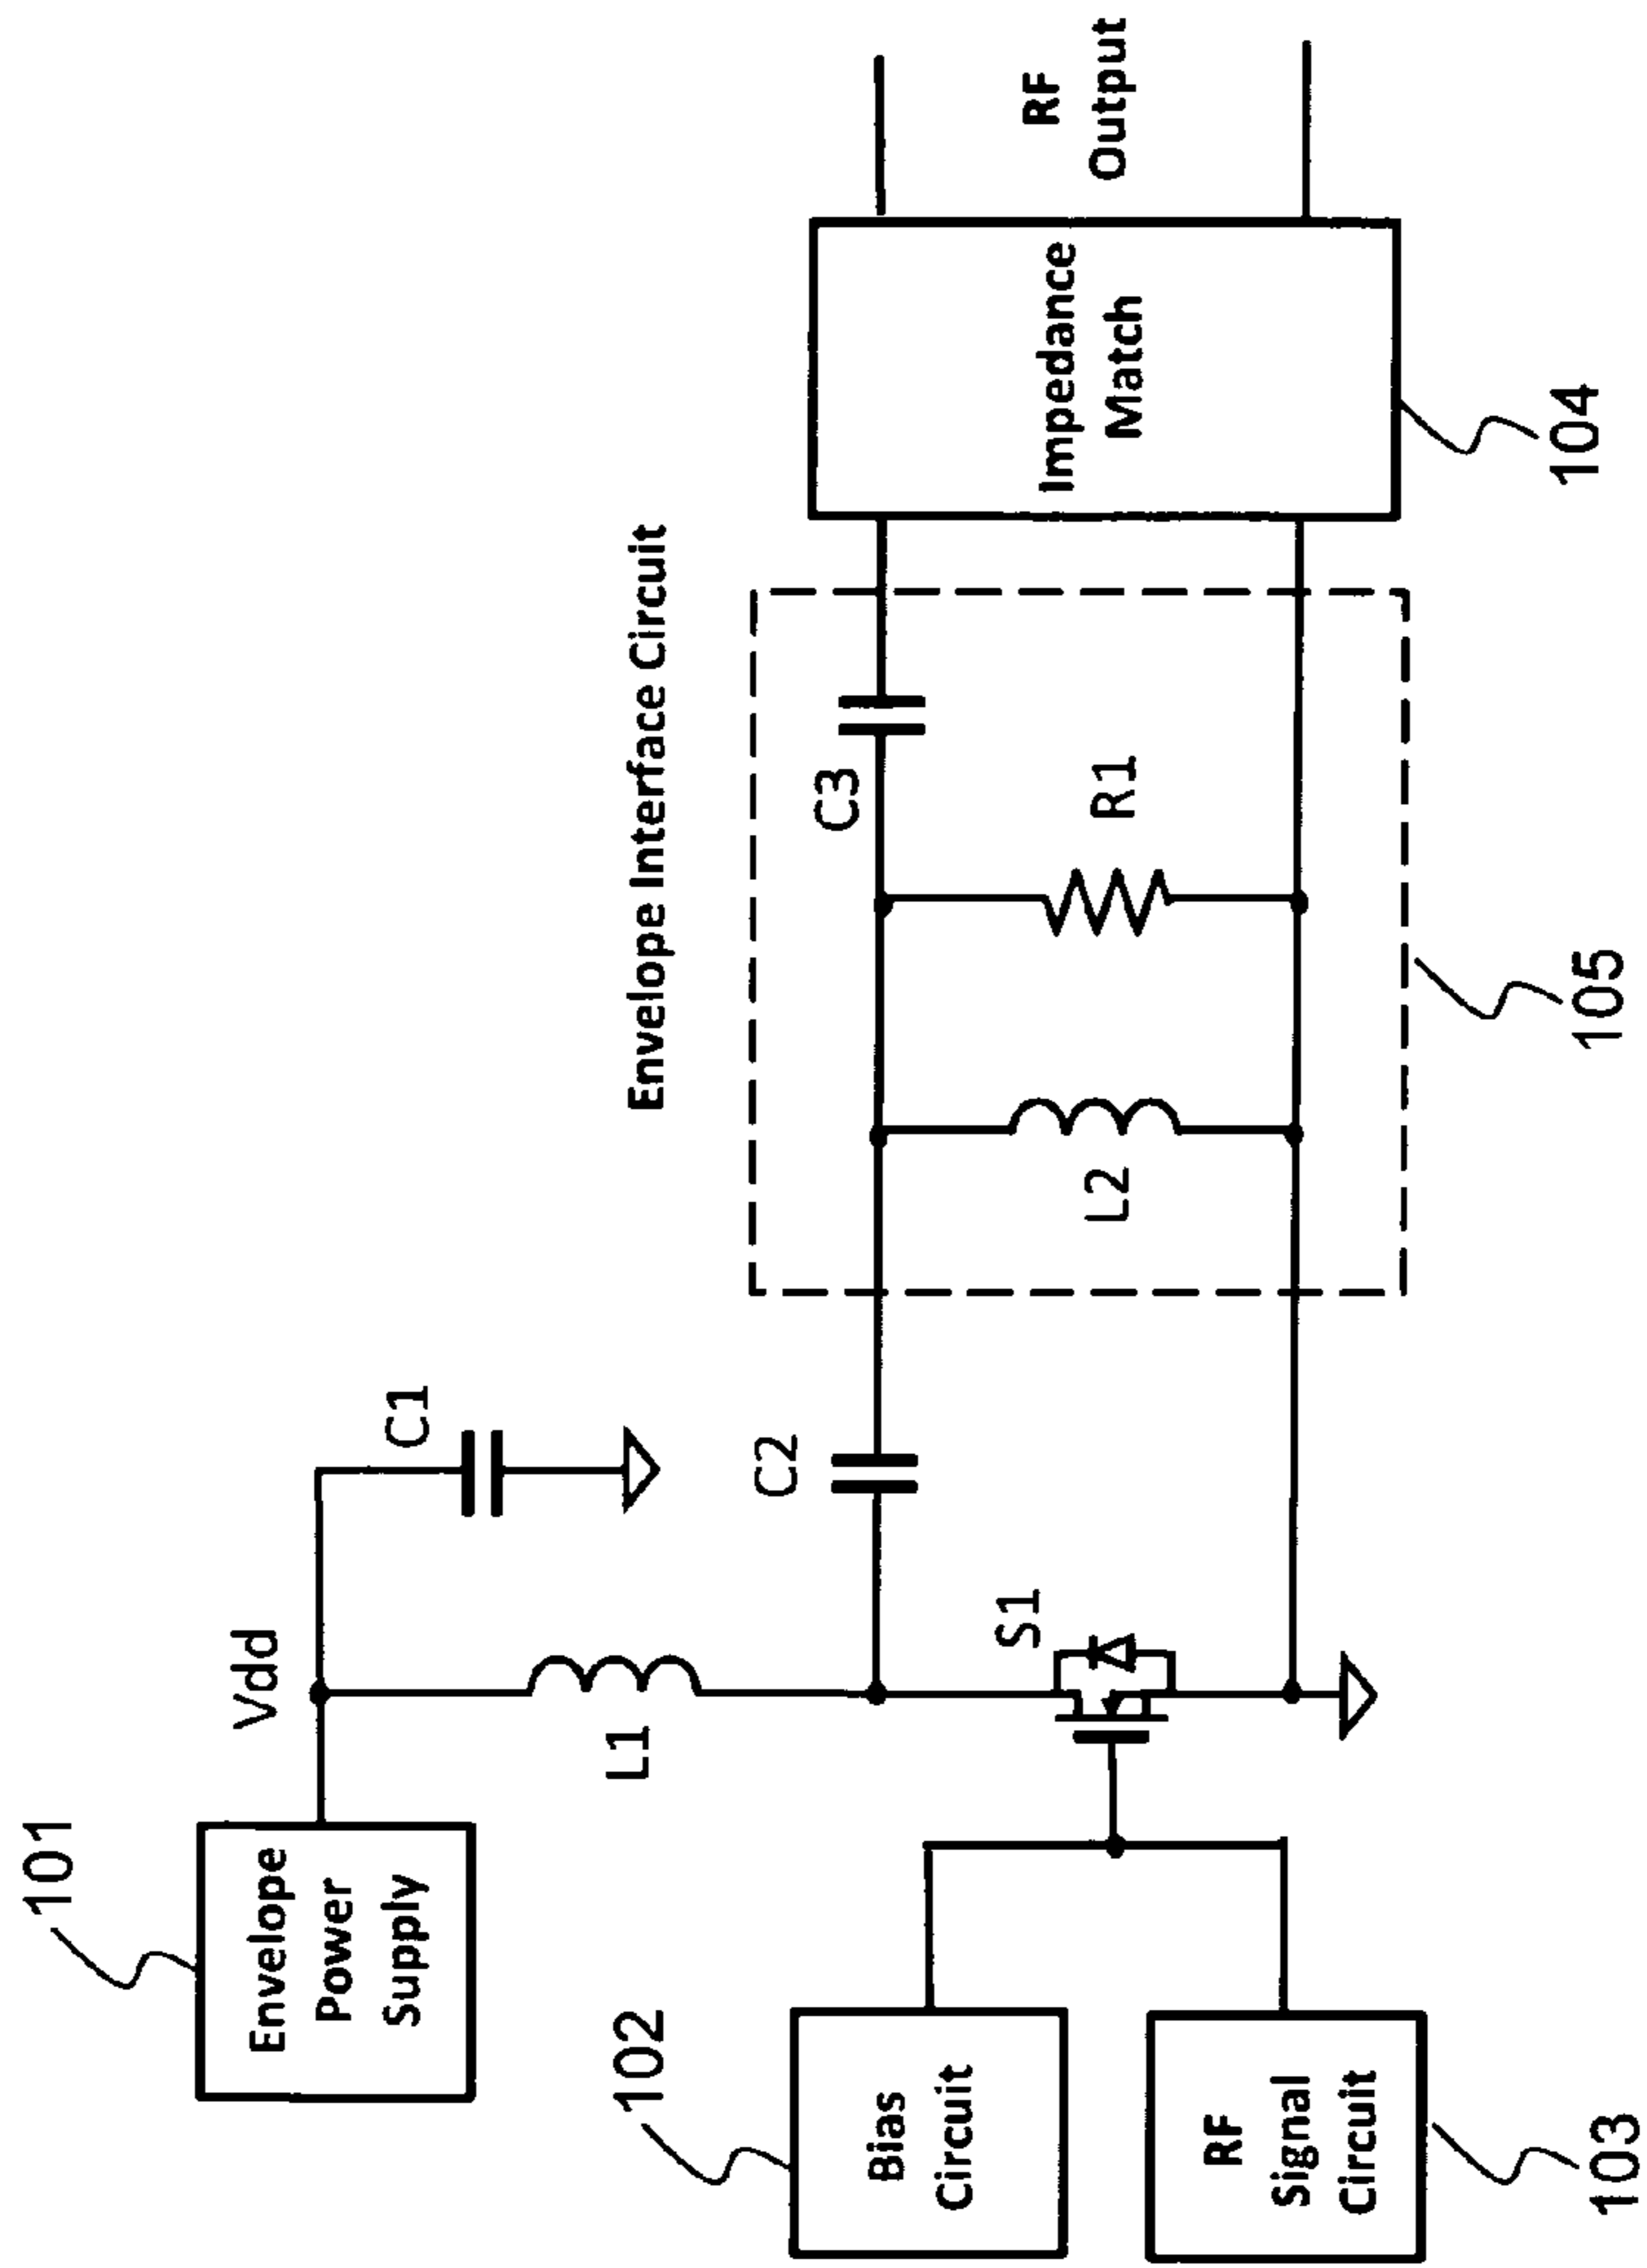 101
Envelope
Power
Supply
Vdd
C1
L1
Envelope Interface Circuit
102
Bias
Circuit
C2
C3
S1
L2
R1
Impedance
Match
RF
Output
RF
Signal
Circuit
103
105
104